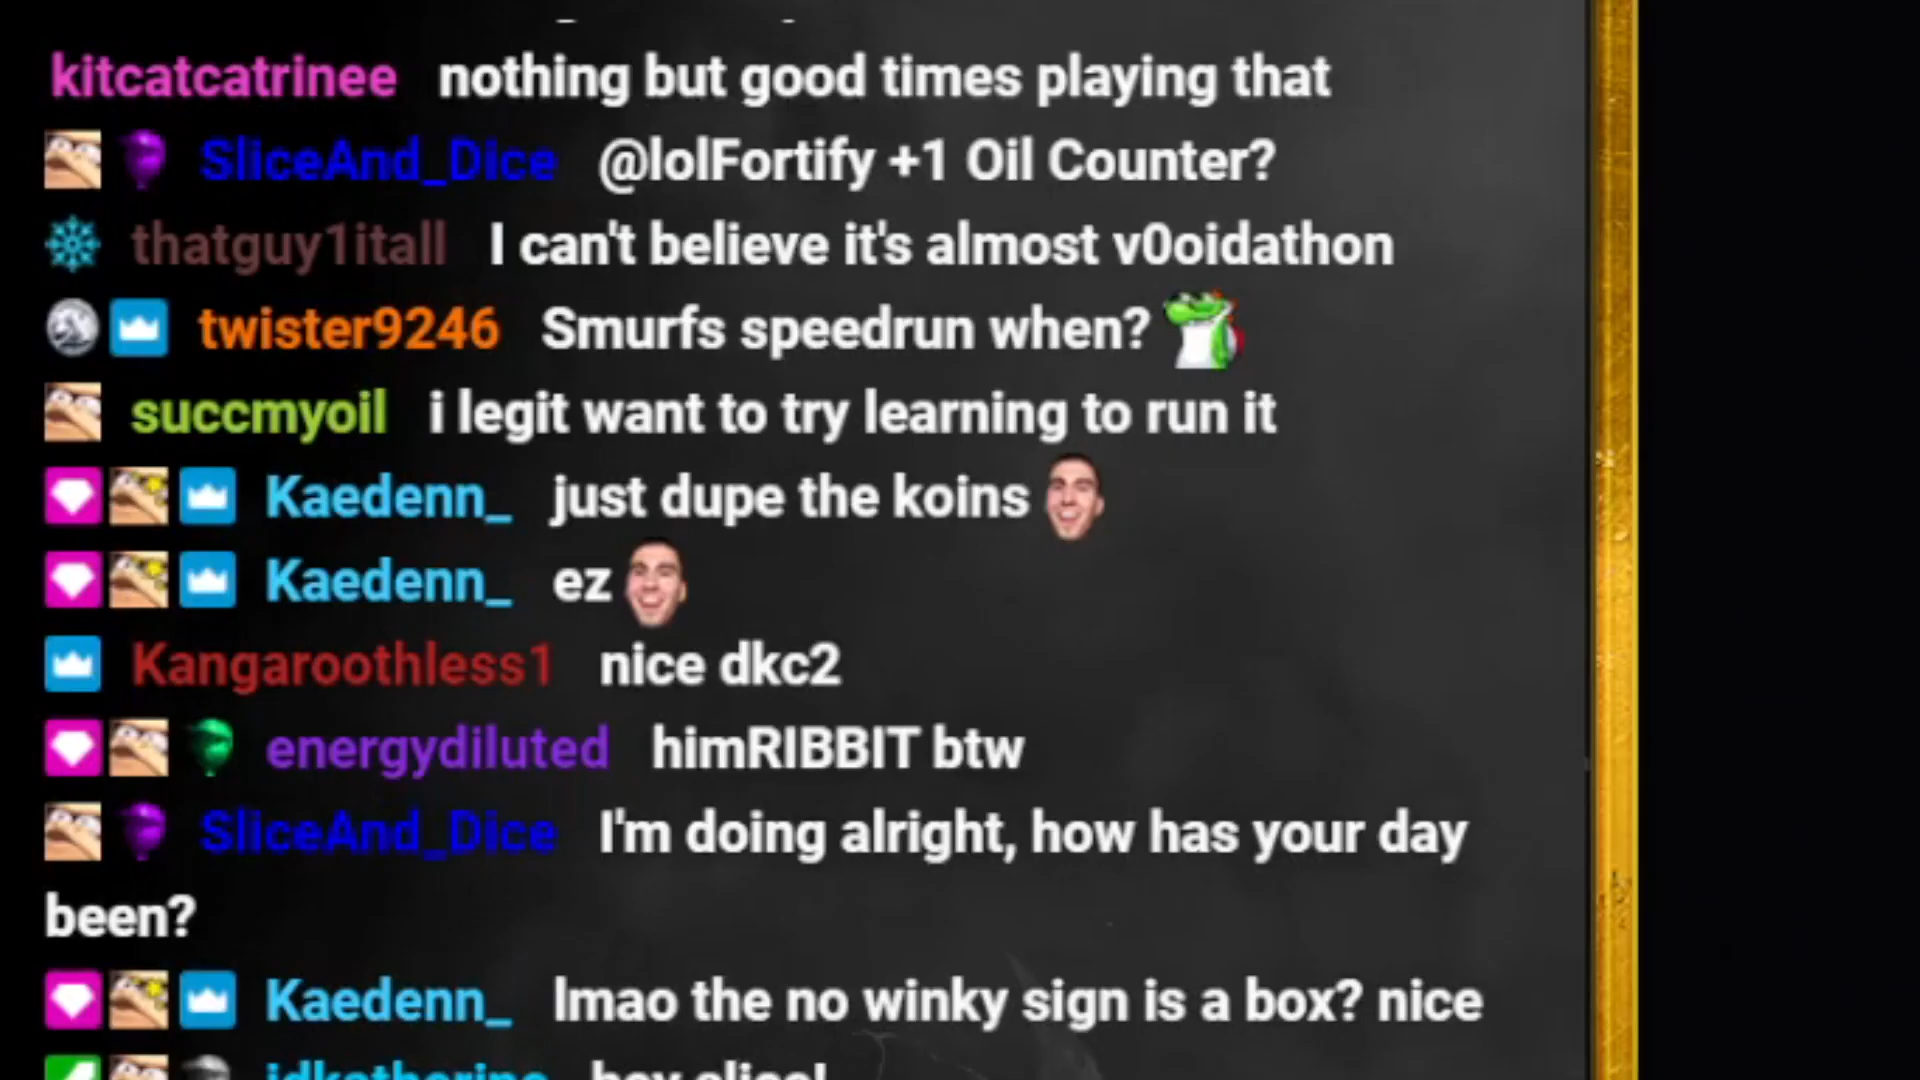 kitcatcatrinee nothing but good times playing that
SliceAnd_Dice @lolFortify +1 Oil Counter?
thatguy1itall I can't believe it's almost v0oidathon
twister9246 Smurfs speedrun when?
succmyoil i legit want to try learning to run it
Kaedenn_ just dupe the koins
Kaedenn_ ez
Kangaroothless1 nice dkc2
energydiluted himRIBBIT btw
SliceAnd_Dice I'm doing alright, how has your day
been?
Kaedenn_ lmao the no winky sign is a box? nice
idkatherine hey slice!